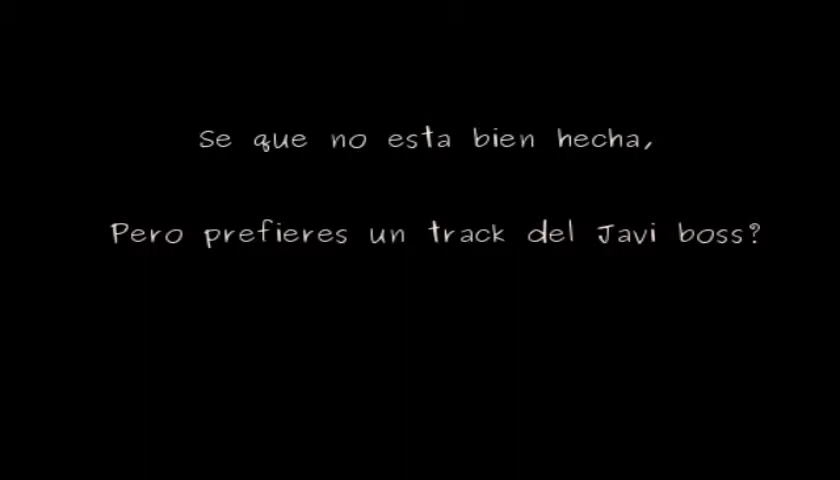 Se que no esta bien hecha,
Pero prefieres un track del Javi boss?